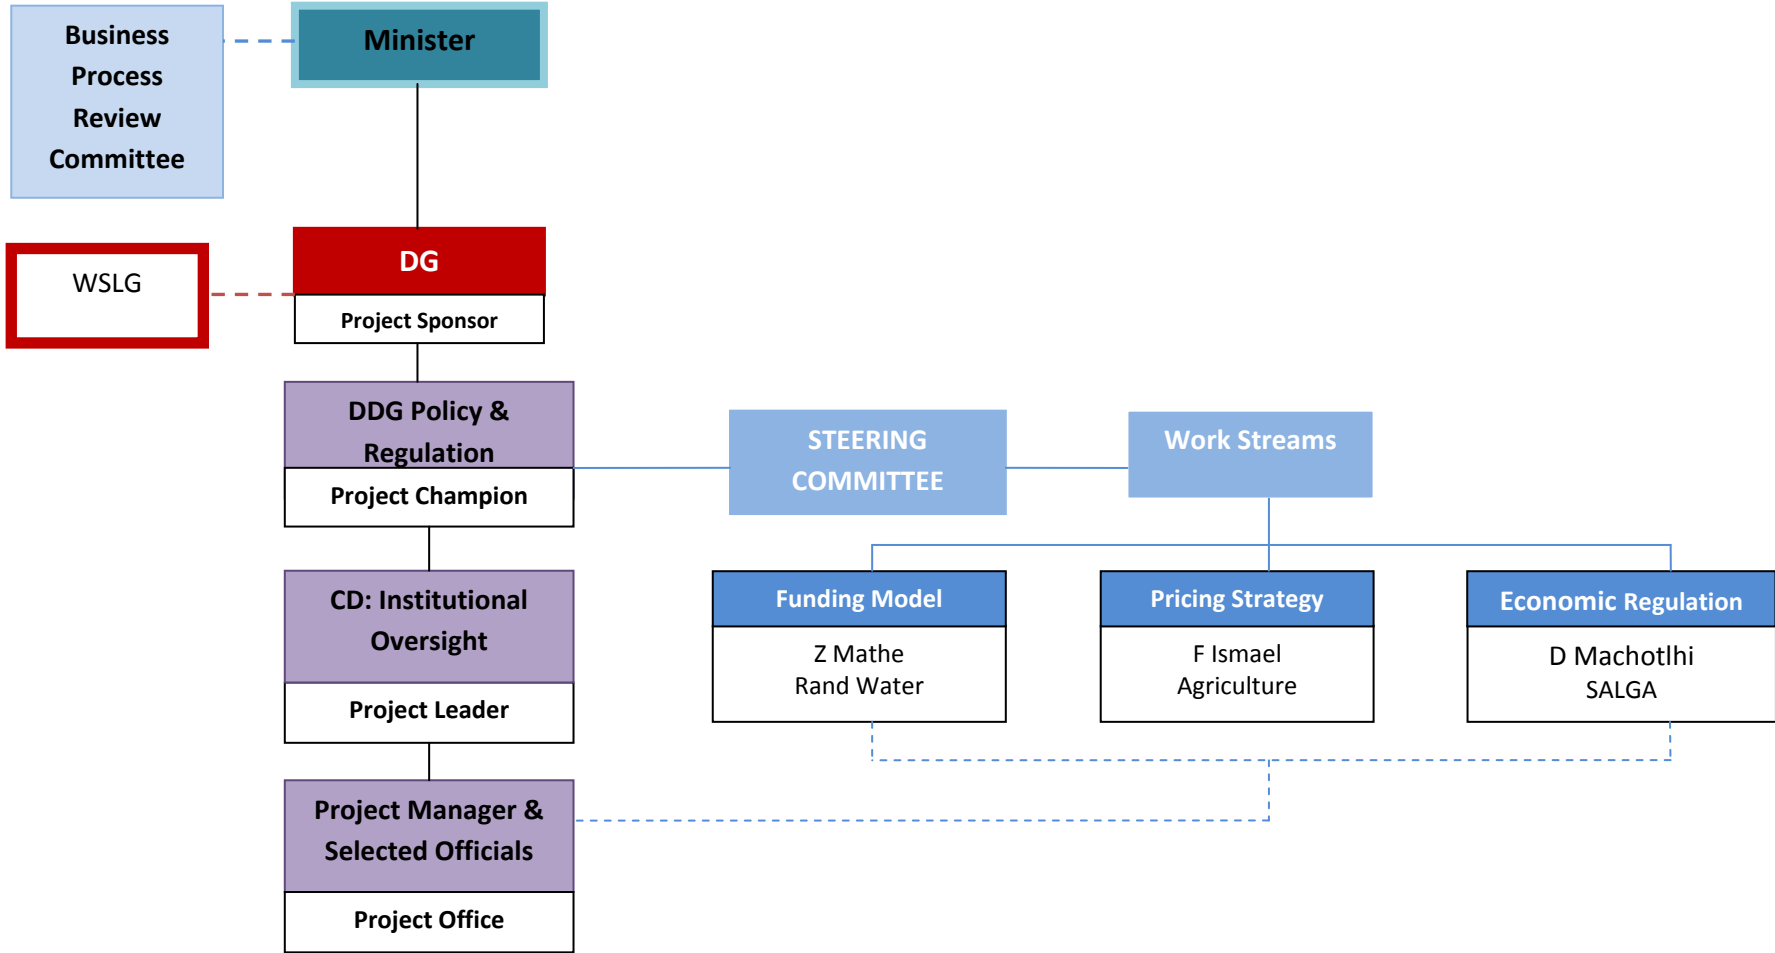 Business
Process
Review
Committee
Minister
WSLG
DG
Project Sponsor
DDG Policy &
Regulation
Project Champion
STEERING
COMMITTEE
Work Streams
CD: Institutional
Oversight
Project Leader
Funding Model
Z Mathe
Rand Water
Pricing Strategy
F Ismael
Agriculture
Economic Regulation
D Machotlhi
SALGA
Project Manager &
Selected Officials
Project Office